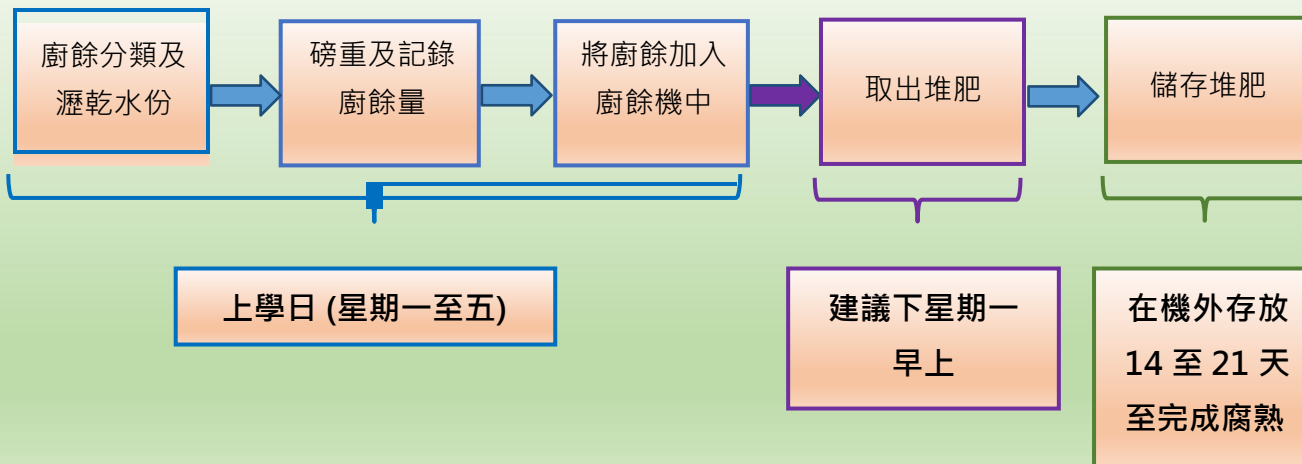 廚餘分類及
瀝乾水份
磅重及記錄
廚餘量
將廚餘加入
廚餘機中
取出堆肥
儲存堆肥
上學日 (星期一至五)
建議下星期一
早上
在機外存放
14 至 21 天
至完成腐熟